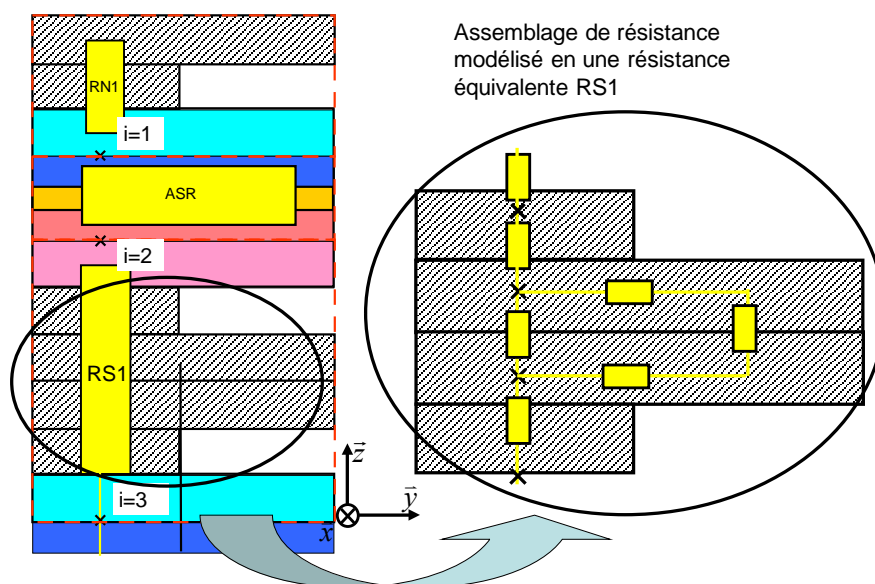 Assemblage de résistance
modélisé en une résistance
équivalente RS1
RN1
i=1
ASR
i=2
RS1
i=3
z
y
x